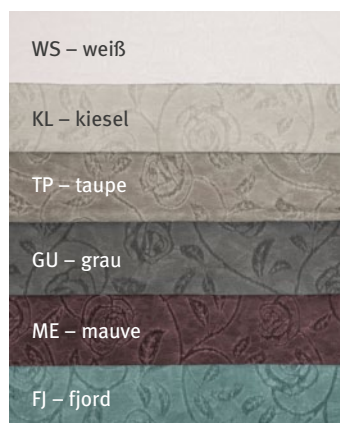 WS – weiß
KL – kiesel
TP – taupe
GU – grau
ME – mauve
FJ – fjord